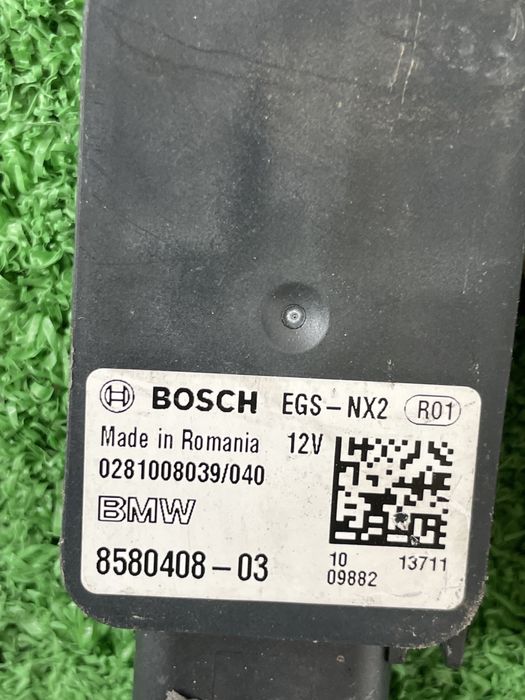 BOSCH EGS-NX2 R01
Made in Romania 12V
0281008039/040
BMW
8580408-03
10 13711
09882